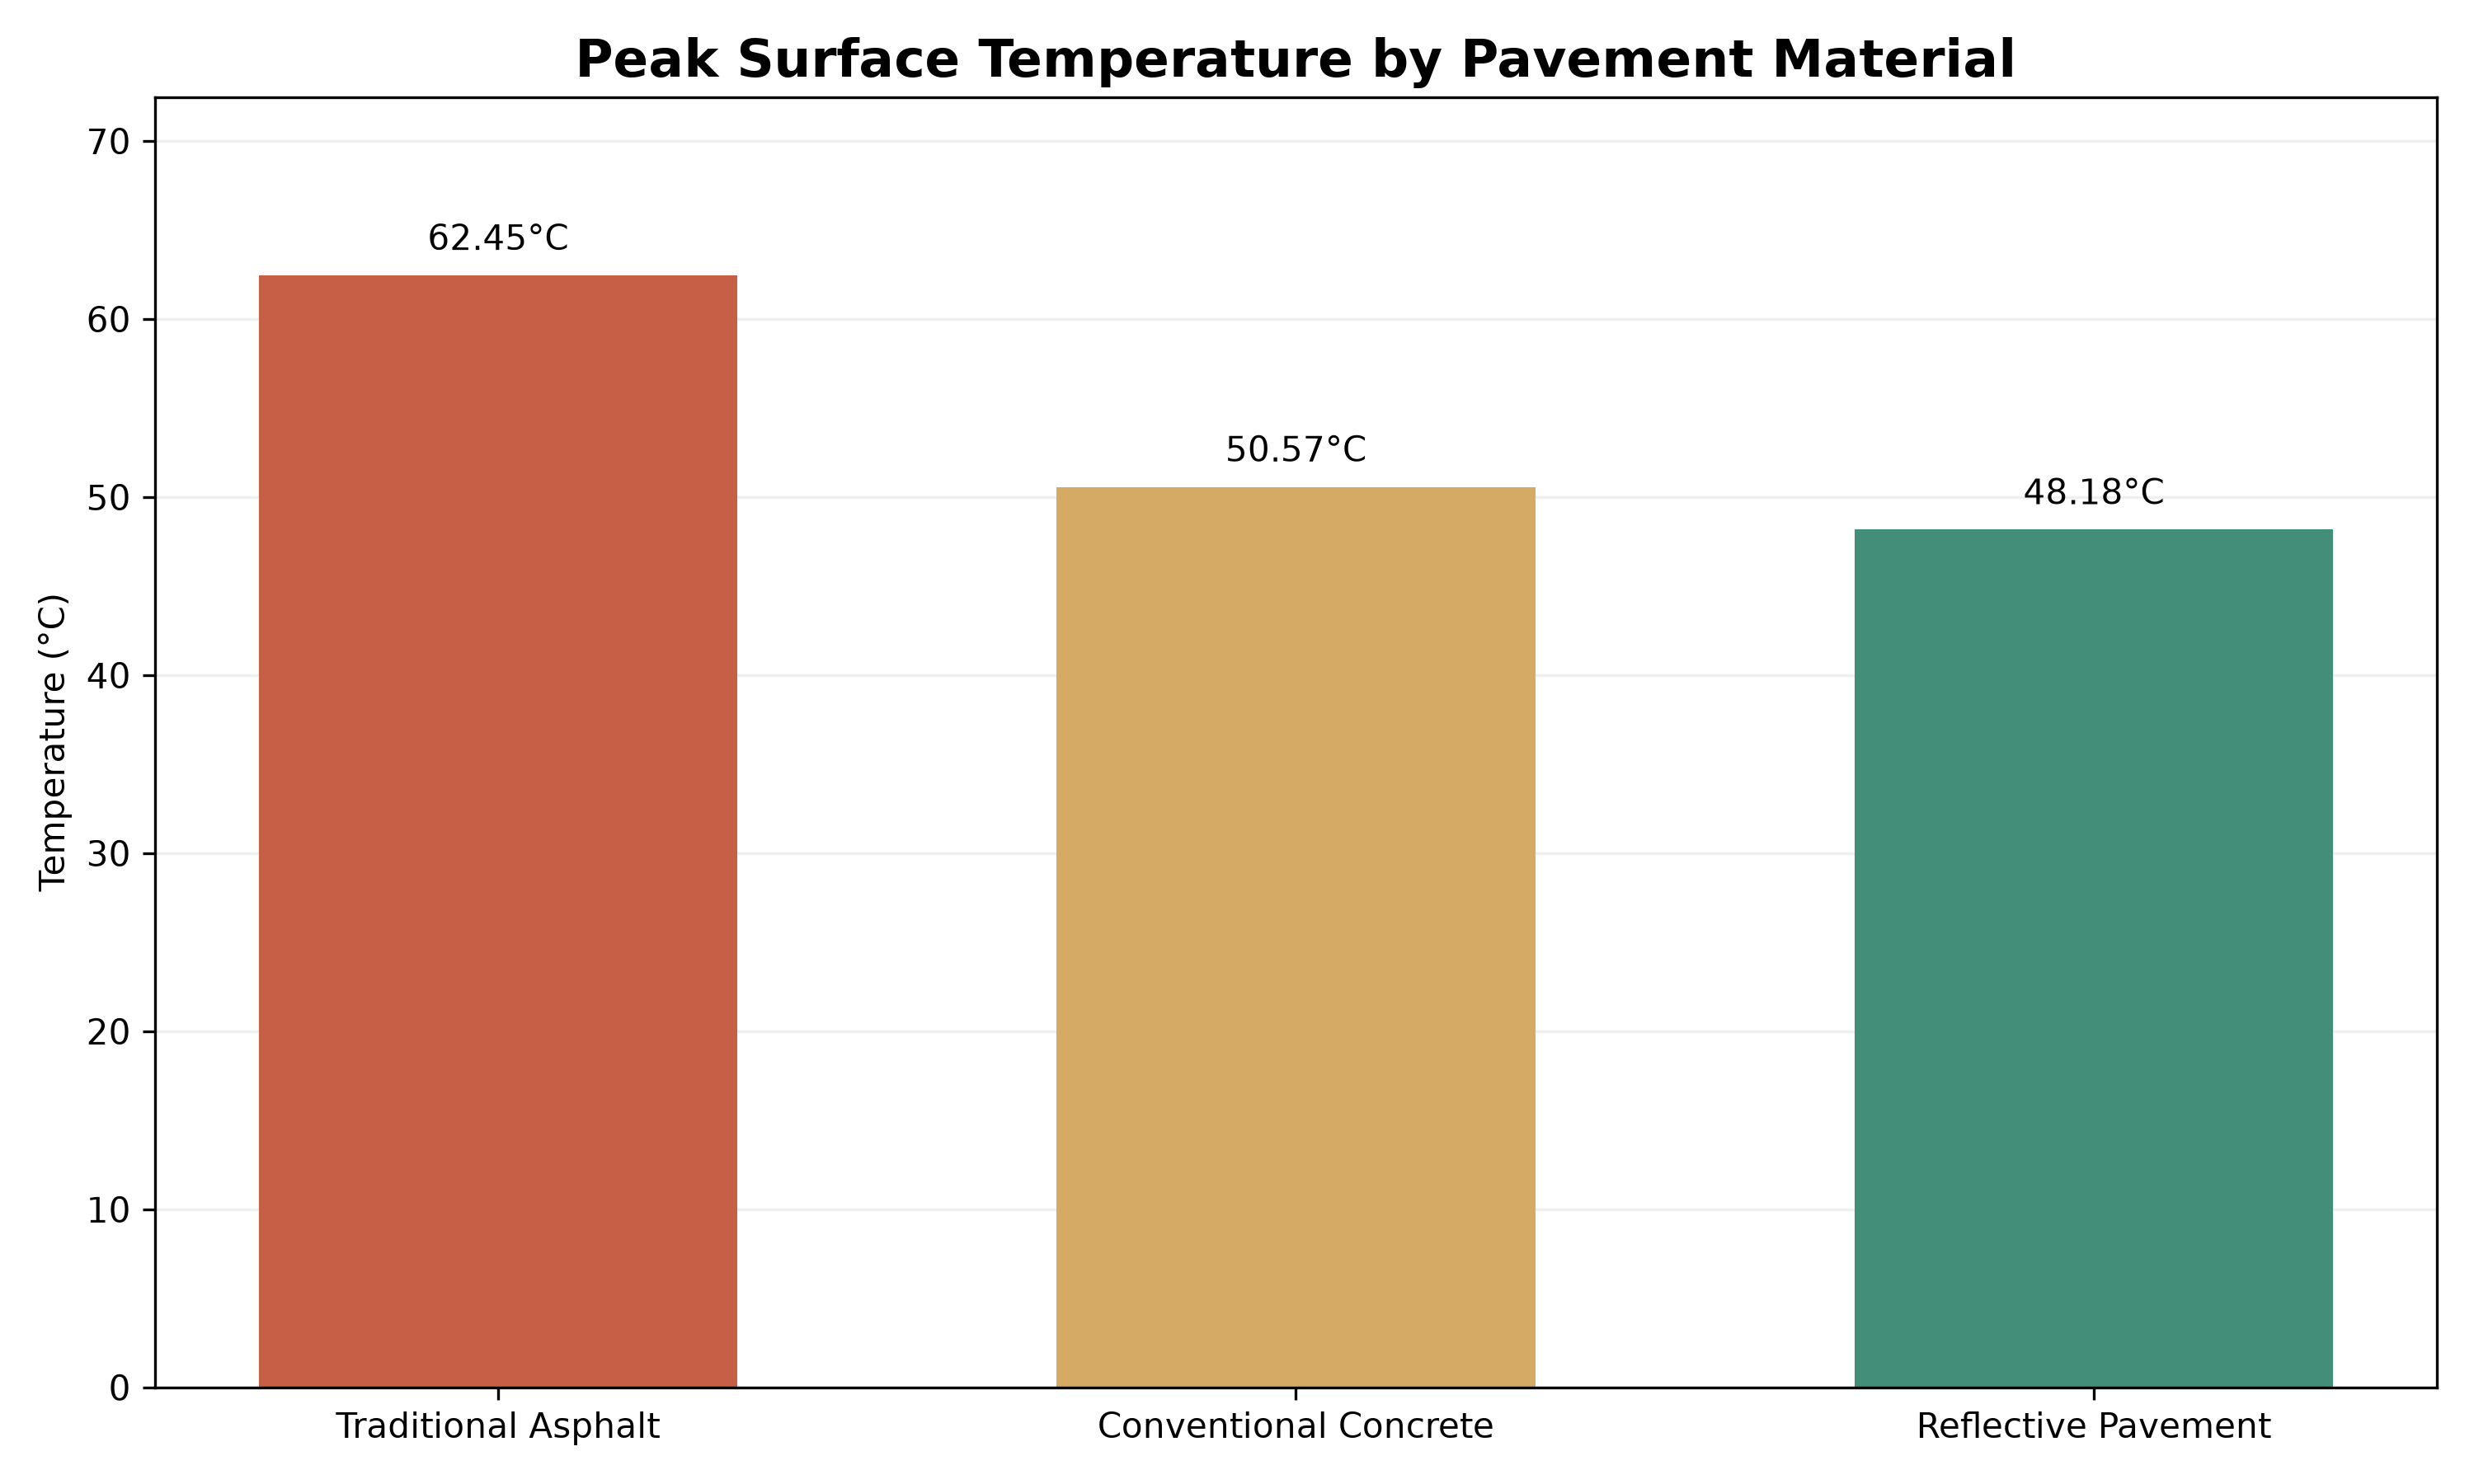 Peak Surface Temperature by Pavement Material
Temperature (°C)
70
60
50
40
30
20
10
0
62.45°C
50.57°C
48.18°C
Traditional Asphalt
Conventional Concrete
Reflective Pavement